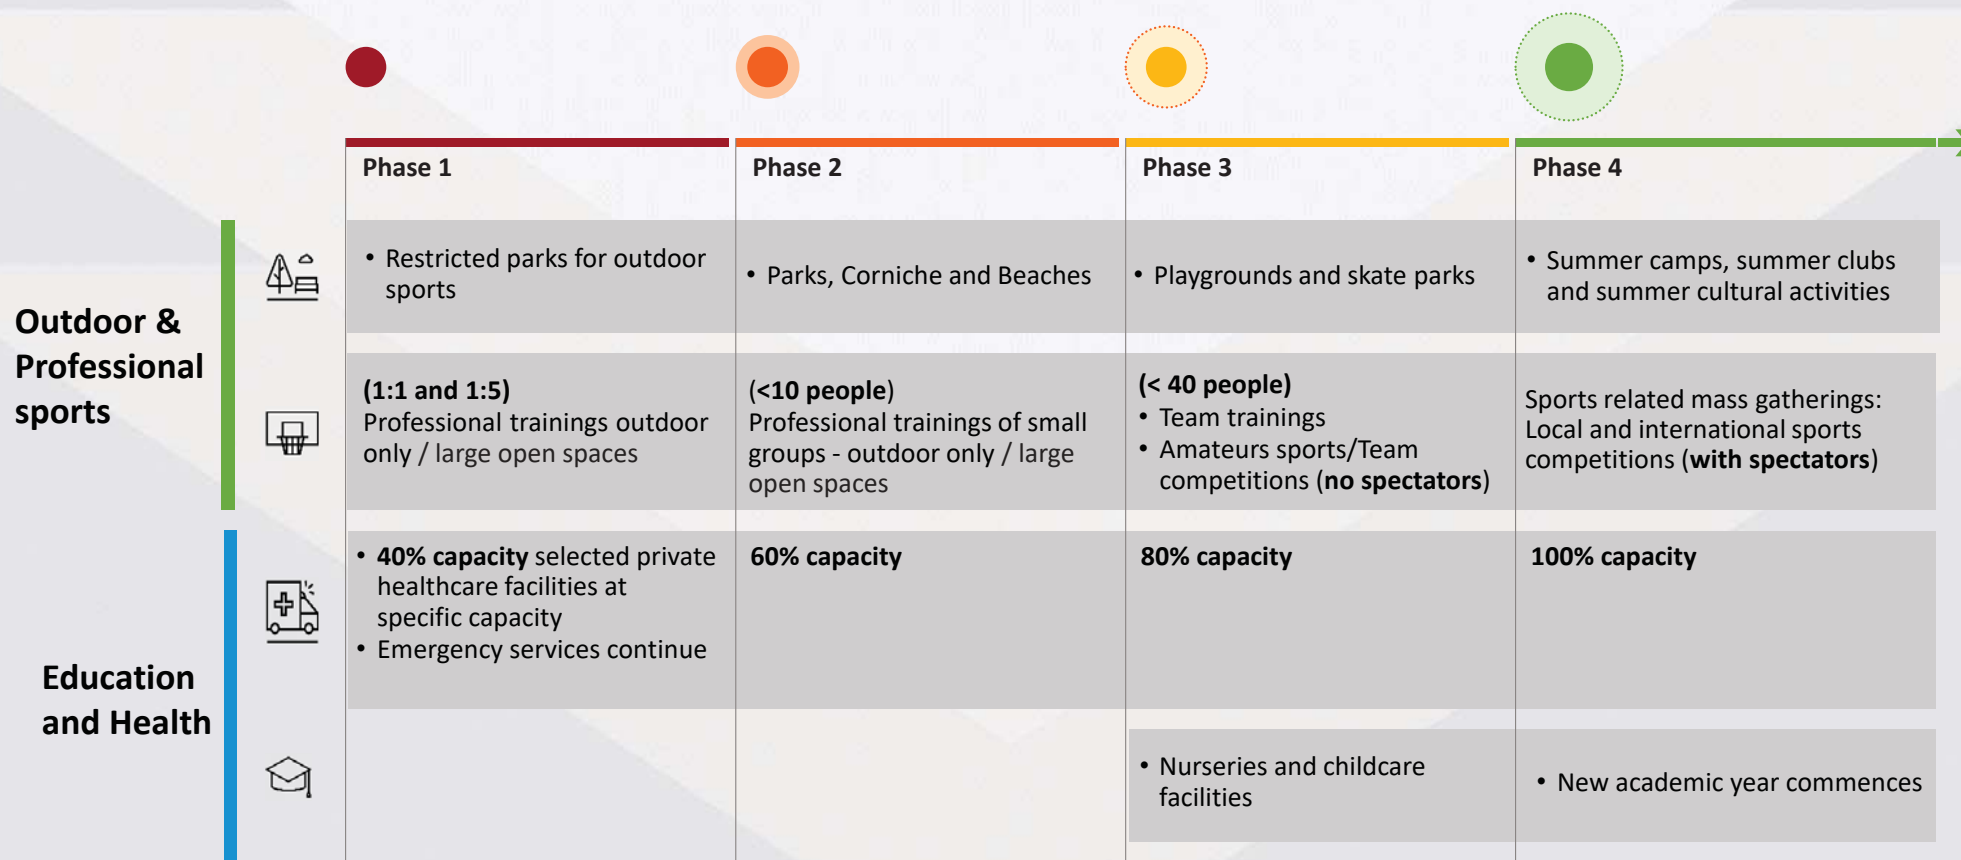 Phase 1
Phase 2
Phase 3
Phase 4
Outdoor &
Professional
sports
• Restricted parks for outdoor
sports
• Parks, Corniche and Beaches
• Playgrounds and skate parks
• Summer camps, summer clubs
and summer cultural activities
(1:1 and 1:5)
Professional trainings outdoor
only / large open spaces
(<10 people)
Professional trainings of small
groups - outdoor only / large
open spaces
(< 40 people)
• Team trainings
• Amateurs sports/Team
competitions (no spectators)
Sports related mass gatherings:
Local and international sports
competitions (with spectators)
Education
and Health
• 40% capacity selected private
healthcare facilities at
specific capacity
• Emergency services continue
60% capacity
80% capacity
100% capacity
• Nurseries and childcare
facilities
• New academic year commences